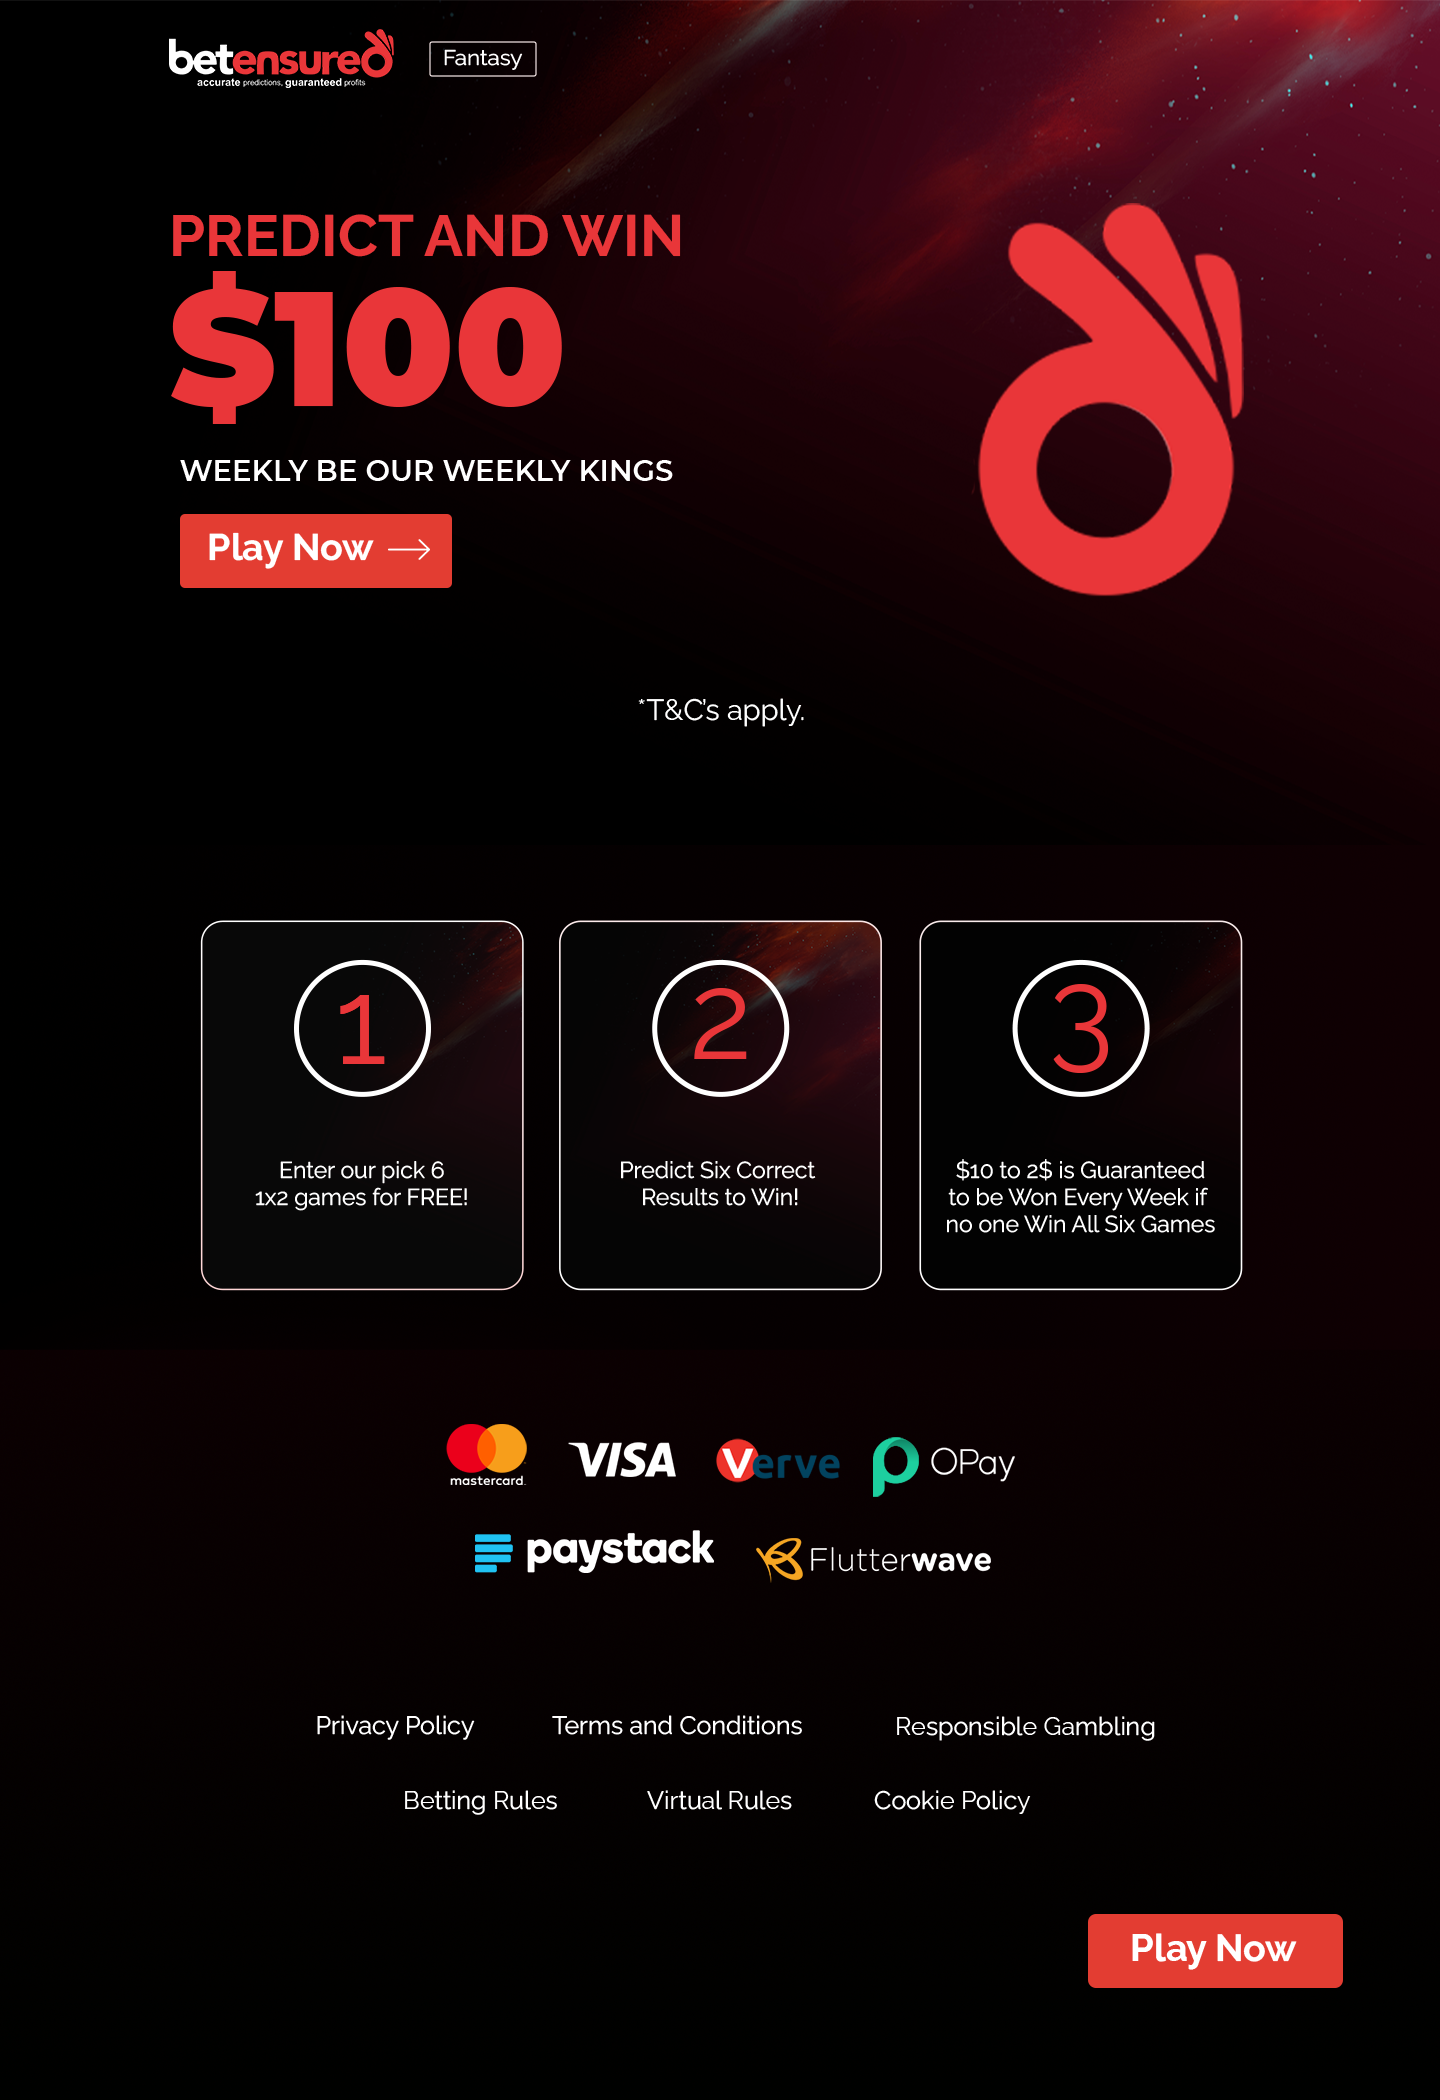 betensured
accurate predictions, guaranteed profits
Fantasy
PREDICT AND WIN
$100
WEEKLY BE OUR WEEKLY KINGS
Play Now
*T&C's apply.
1
Enter our pick 6
1x2 games for FREE!
2
Predict Six Correct
Results to Win!
3
$10 to 2$ is Guaranteed
to be Won Every Week if
no one Win All Six Games
mastercard.
VISA
Verve
OPay
paystack
Flutterwave
Privacy Policy
Terms and Conditions
Responsible Gambling
Betting Rules
Virtual Rules
Cookie Policy
Play Now